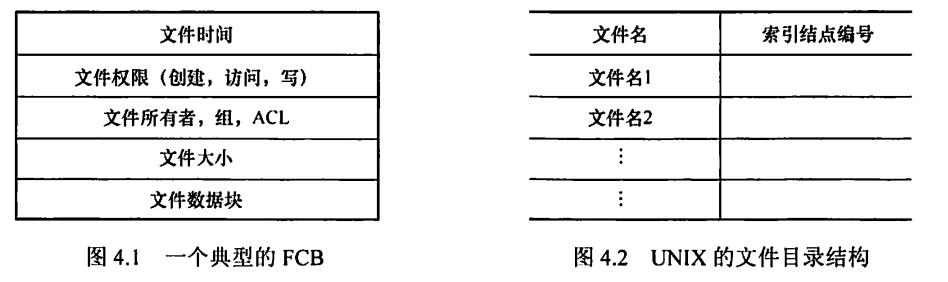 文件时间
文件权限（创建，访问，写）
文件所有者，组，ACL
文件大小
文件数据块
图 4.1 一个典型的 FCB
文件名 索引结点编号
文件名1
文件名2
⋮
⋮
图 4.2 UNIX 的文件目录结构